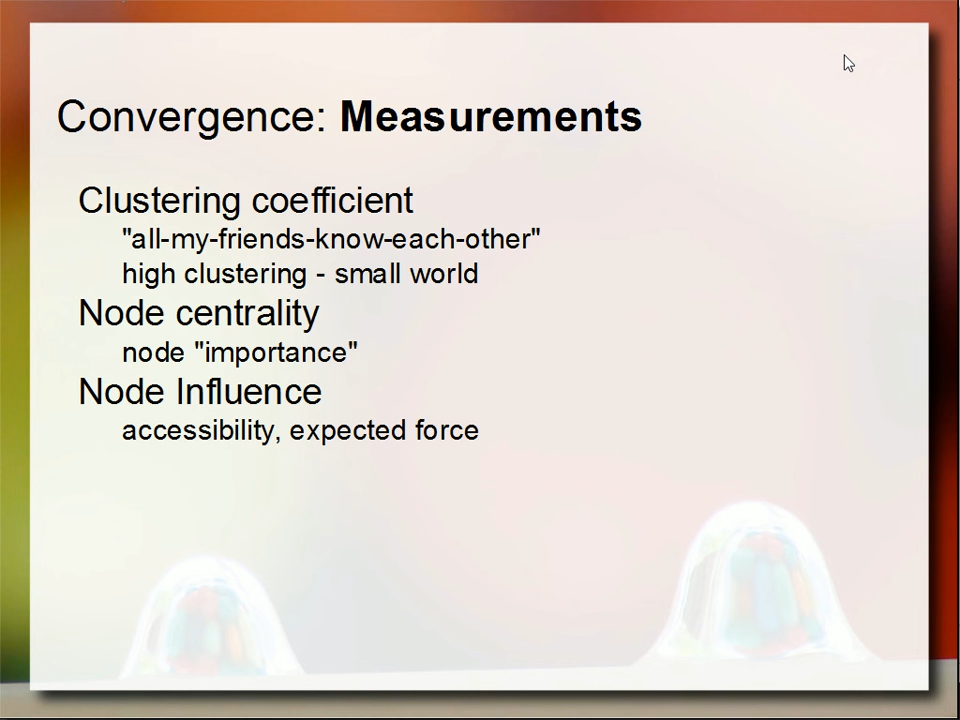 Convergence: Measurements
Clustering coefficient
"all-my-friends-know-each-other"
high clustering - small world
Node centrality
node "importance"
Node Influence
accessibility, expected force